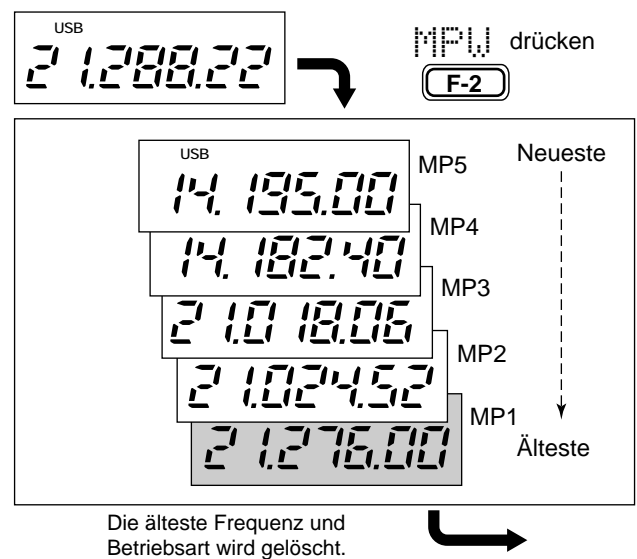 USB
21.288.22
MPW drücken
F-2
USB
14.195.00
MP5
Neueste
14.182.40
MP4
21.018.06
MP3
21.024.52
MP2
21.276.00
MP1
Älteste
Die älteste Frequenz und
Betriebsart wird gelöscht.